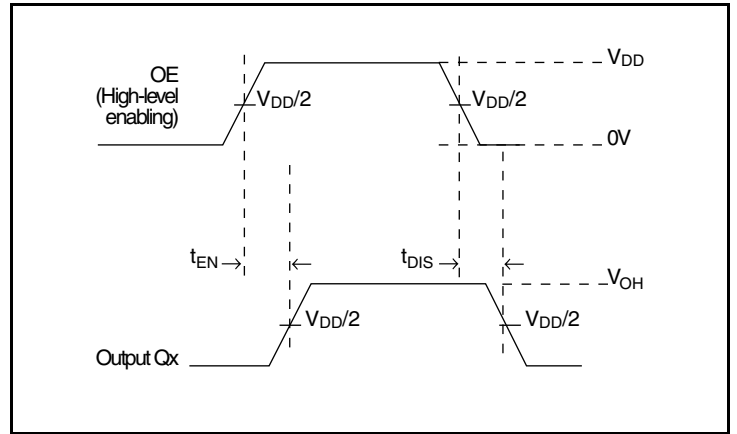 OE
(High-level
enabling)
VDD/2
VDD/2
VDD
0V
tEN
tDIS
VOH
VDD/2
VDD/2
Output Qx